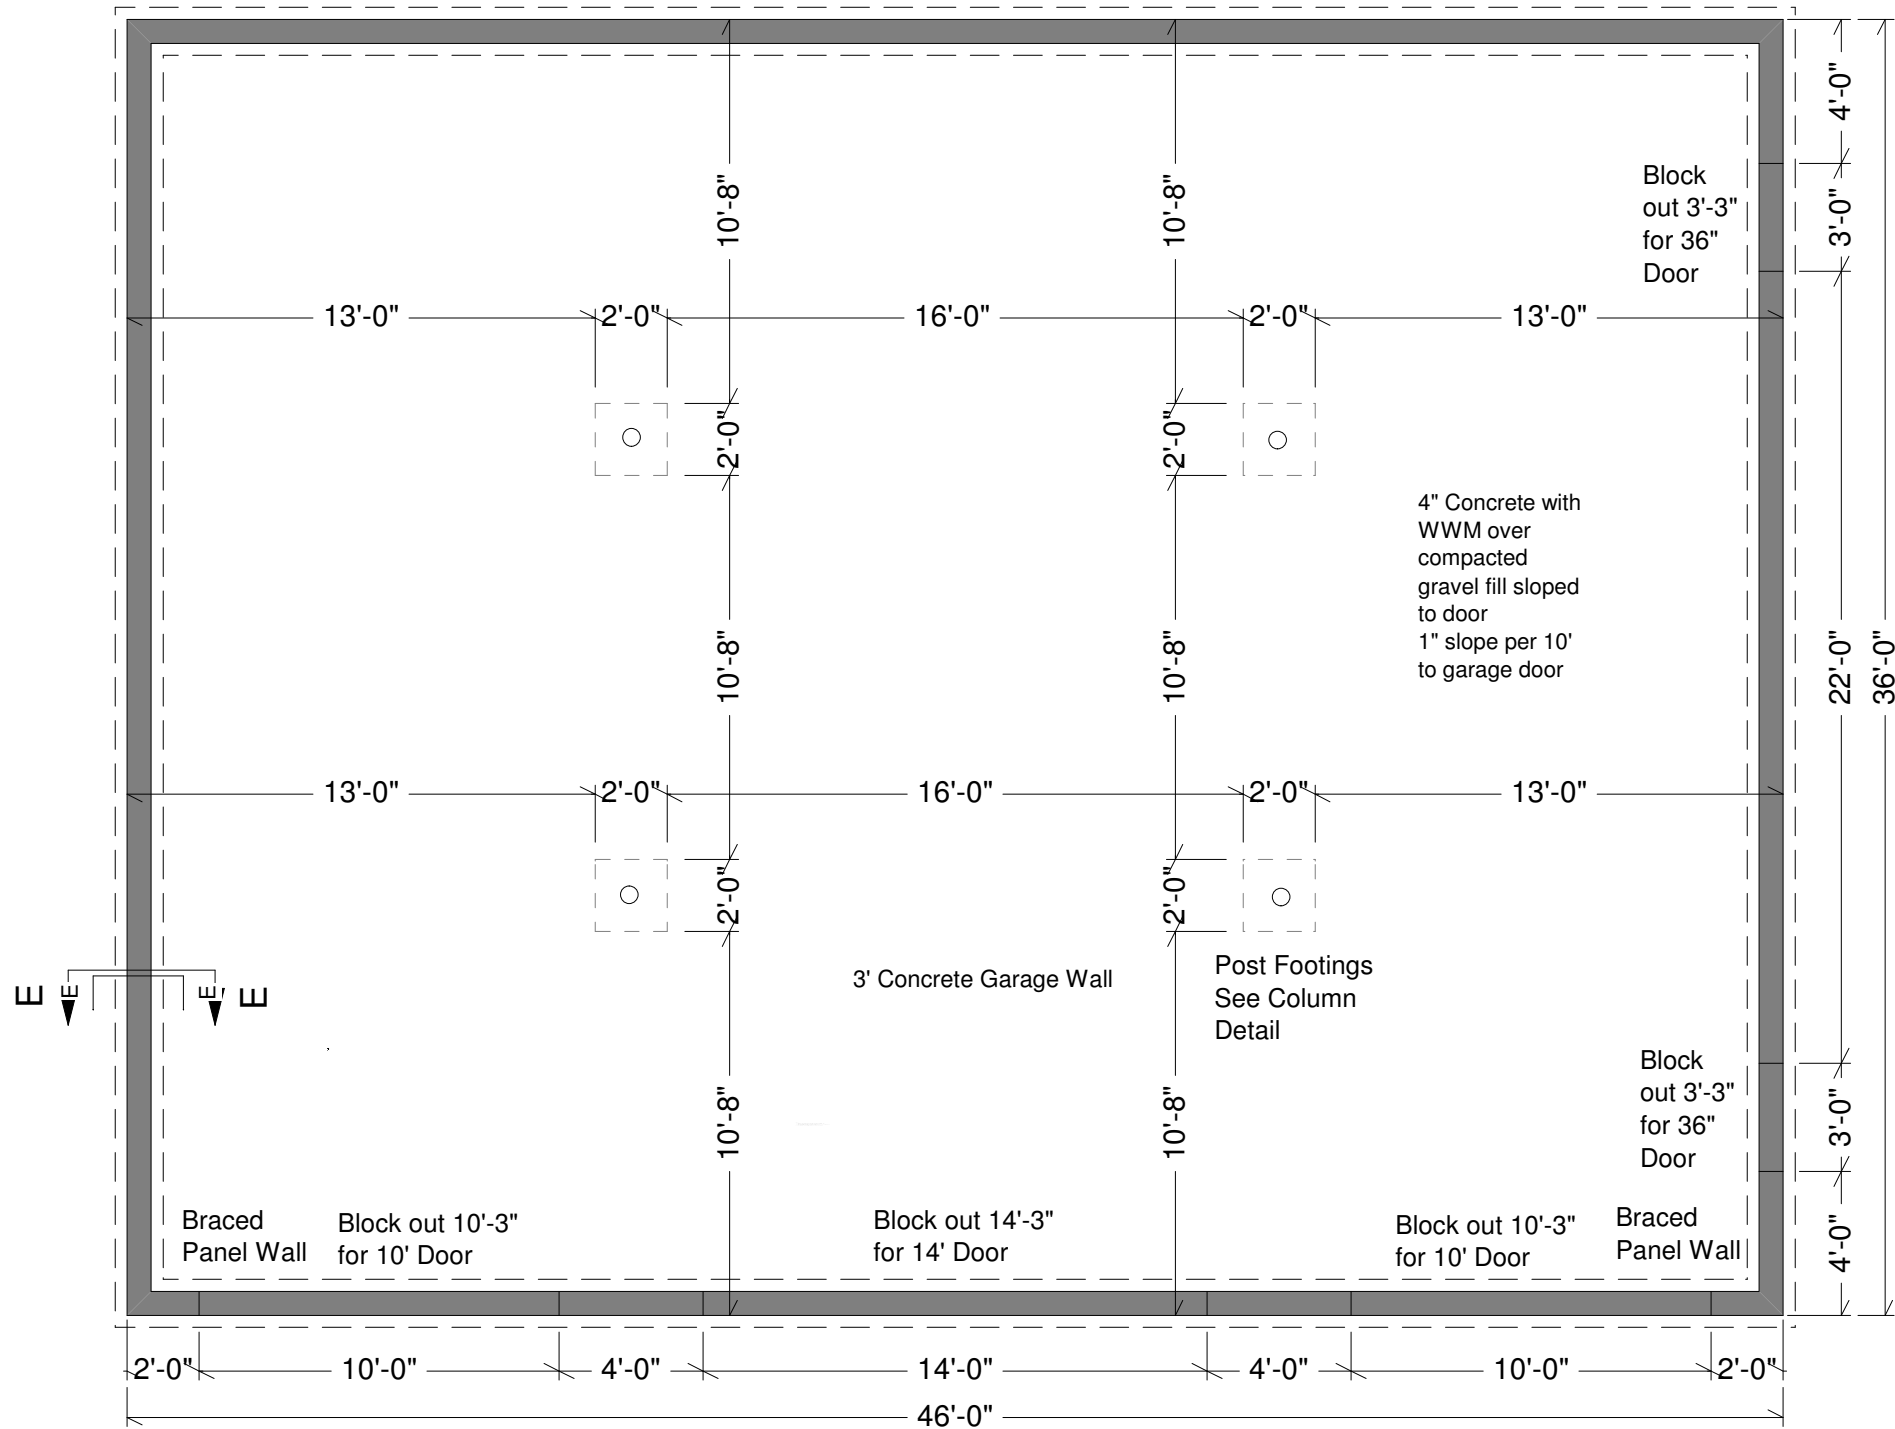 4'-0"
10'-8"
10'-8"
Block
out 3'-3"
for 36"
Door
3'-0"
13'-0"
2'-0"
16'-0"
2'-0"
13'-0"
2'-0"
2'-0"
4" Concrete with
WWM over
compacted
gravel fill sloped
to door
1" slope per 10'
to garage door
10'-8"
10'-8"
22'-0"
36'-0"
13'-0"
2'-0"
16'-0"
2'-0"
13'-0"
2'-0"
2'-0"
3' Concrete Garage Wall
Post Footings
See Column
Detail
E
E
E
E
Block
out 3'-3"
for 36"
Door
3'-0"
10'-8"
10'-8"
Braced
Panel Wall
Block out 10'-3"
for 10' Door
Block out 14'-3"
for 14' Door
Block out 10'-3"
for 10' Door
Braced
Panel Wall
4'-0"
2'-0"
10'-0"
4'-0"
14'-0"
4'-0"
10'-0"
2'-0"
46'-0"